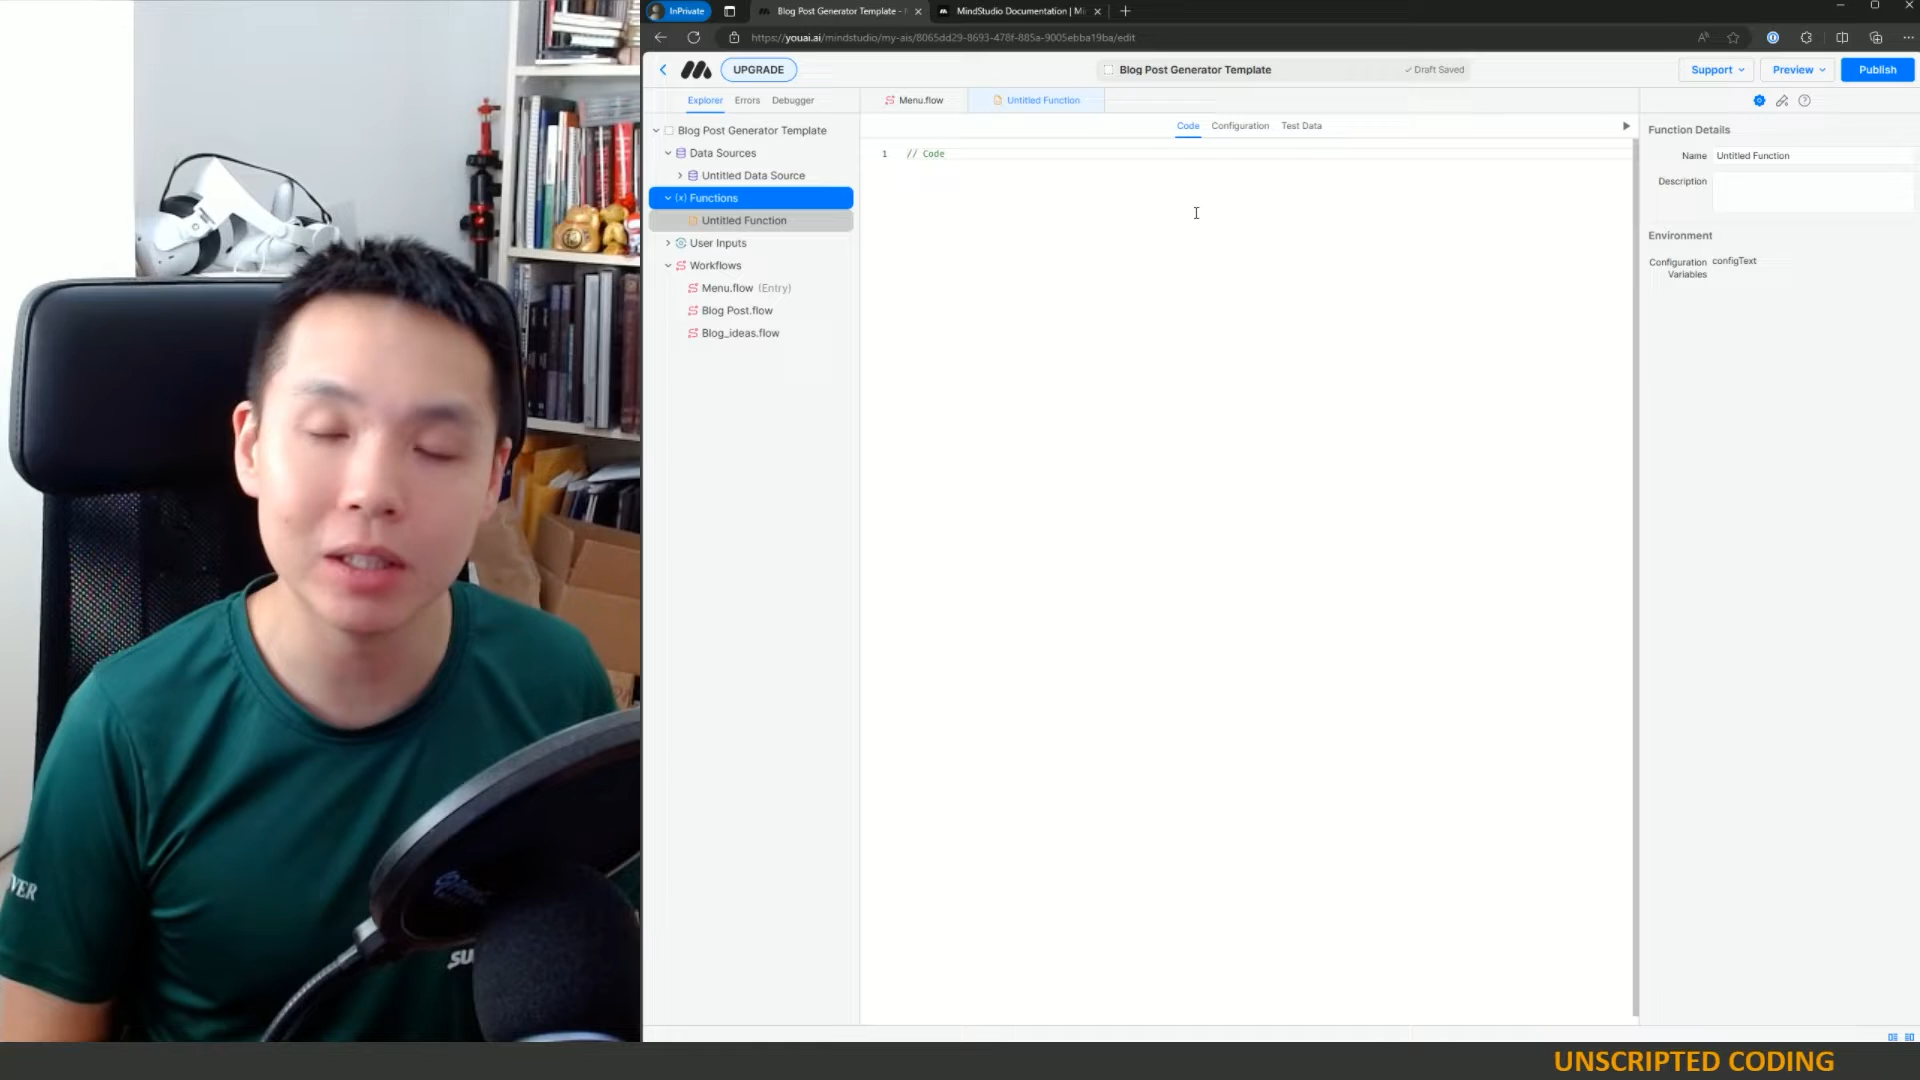 InPrivate
Blog Post Generator Template -
MindStudio Documentation | Mi
https://youai.ai/mindstudio/my-ais/8065dd29-8693-478f-885a-9005ebba19ba/edit
UPGRADE
Blog Post Generator Template
✓ Draft Saved
Support
Preview
Publish
Explorer
Errors
Debugger
Menu.flow
Untitled Function
Code
Configuration
Test Data
1 // Code
Blog Post Generator Template
Data Sources
Untitled Data Source
(x) Functions
Untitled Function
User Inputs
Workflows
Menu.flow (Entry)
Blog Post.flow
Blog_ideas.flow
Function Details
Name Untitled Function
Description
Environment
Configuration Variables
configText
VER
SU
UNSCRIPTED CODING